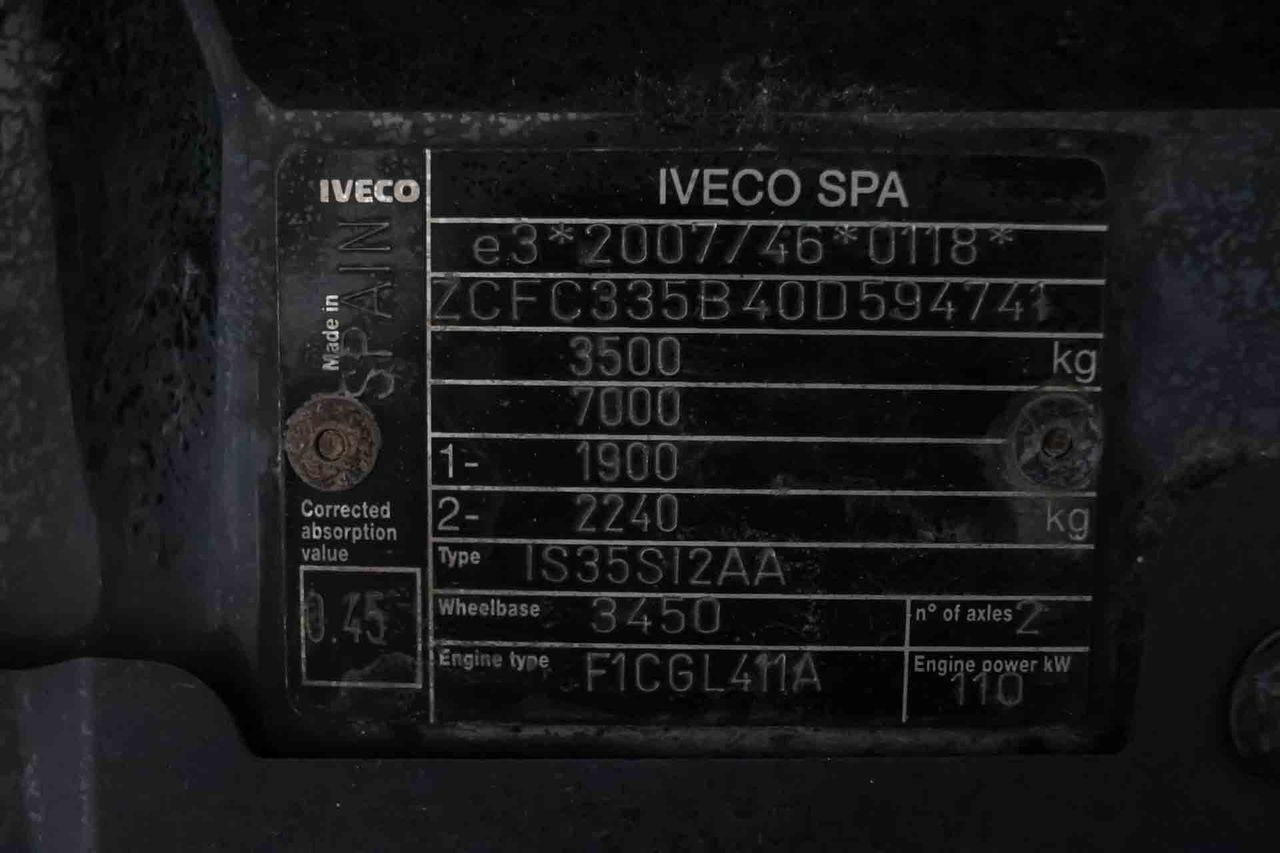 IVECO
Made in SPAIN
Corrected
absorption
value
0.45
IVECO SPA
e3*2007/46*0118*
ZCFC335B40D594741
3500 kg
7000
1- 1900
2- 2240 kg
Type IS35SI2AA
Wheelbase 3450 n° of axles 2
Engine type F1CGL411A Engine power kW
110